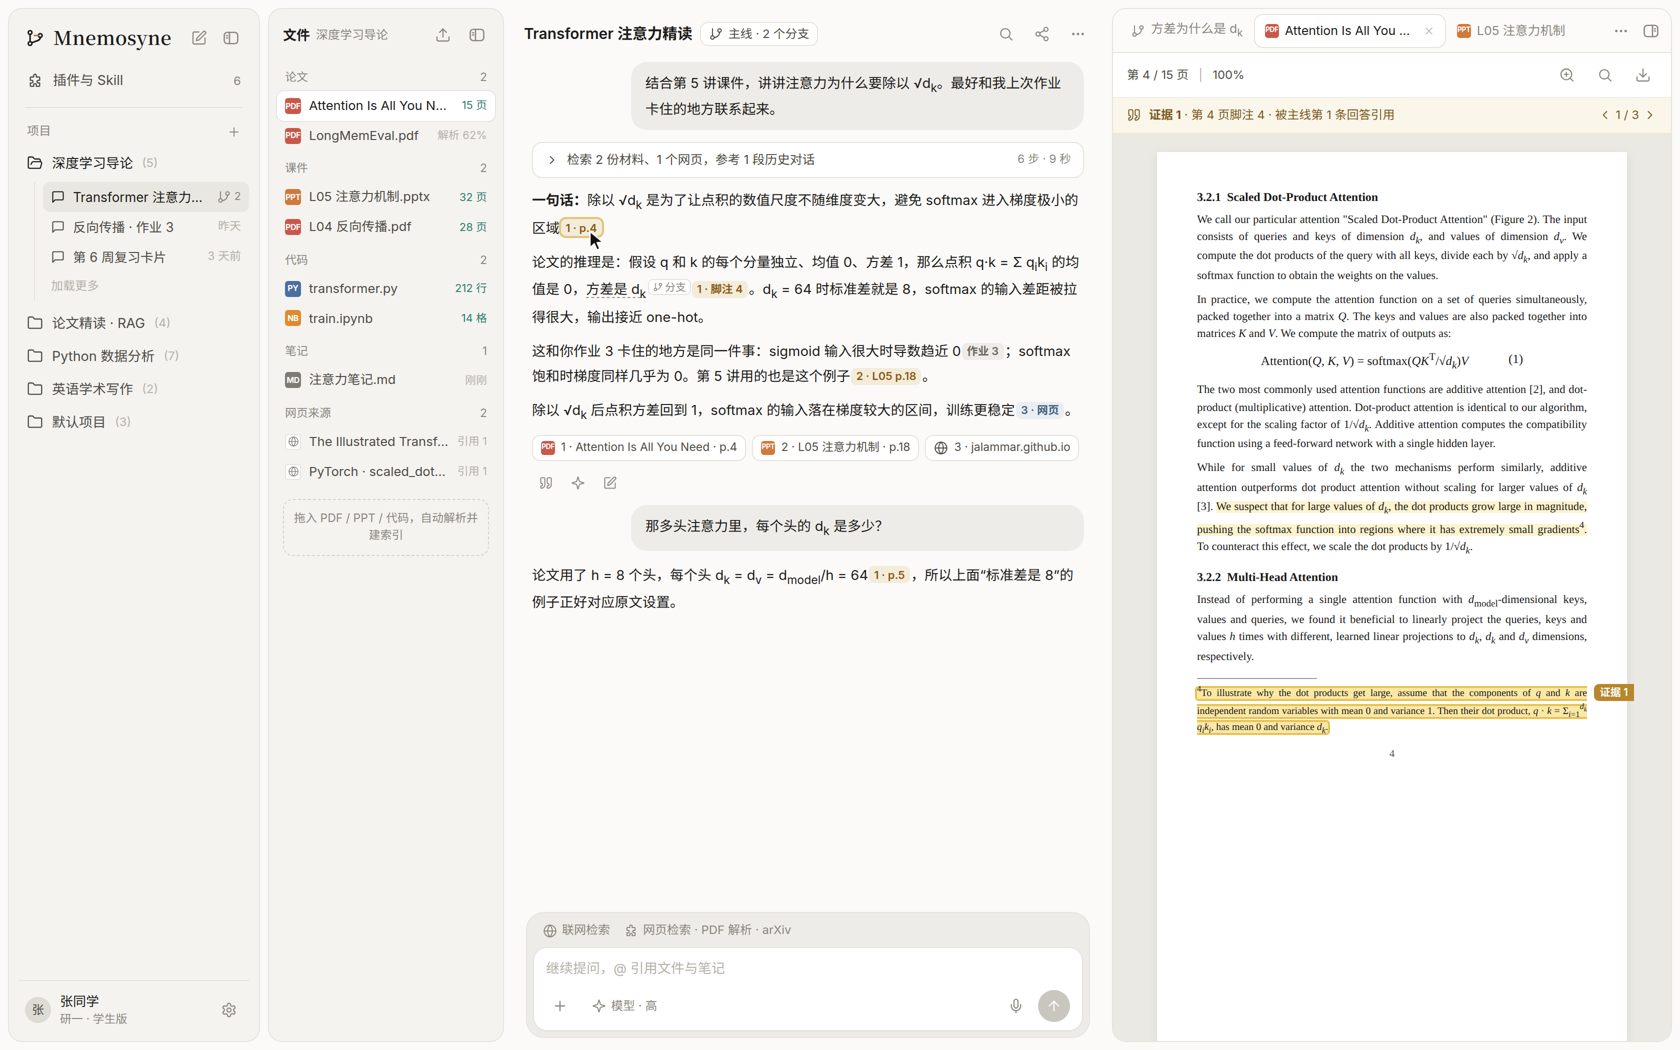 Mnemosyne
插件与 Skill 6
项目
深度学习导论 (5)
Transformer 注意力... 2
反向传播 · 作业 3 昨天
第 6 周复习卡片 3 天前
加载更多
论文精读 · RAG (4)
Python 数据分析 (7)
英语学术写作 (2)
默认项目 (3)
张 张同学
研一 · 学生版
文件 深度学习导论
论文 2
PDF Attention Is All You N... 15 页
PDF LongMemEval.pdf 解析 62%
课件 2
PPT L05 注意力机制.pptx 32 页
PDF L04 反向传播.pdf 28 页
代码 2
PY transformer.py 212 行
NB train.ipynb 14 格
笔记 1
MD 注意力笔记.md 刚刚
网页来源 2
The Illustrated Transf... 引用 1
PyTorch · scaled_dot... 引用 1
拖入 PDF / PPT / 代码，自动解析并
建索引
Transformer 注意力精读 主线 · 2 个分支
结合第 5 讲课件，讲讲注意力为什么要除以 √dk。最好和我上次作业
卡住的地方联系起来。
检索 2 份材料、1 个网页，参考 1 段历史对话 6 步 · 9 秒
一句话：除以 √dk 是为了让点积的数值尺度不随维度变大，避免 softmax 进入梯度极小的
区域 1 · p.4
论文的推理是：假设 q 和 k 的每个分量独立、均值 0、方差 1，那么点积 q·k = Σ qiki 的均
值是 0，方差是 dk 分支 1 · 脚注 4 。dk = 64 时标准差就是 8，softmax 的输入差距被拉
得很大，输出接近 one-hot。
这和你作业 3 卡住的地方是同一件事：sigmoid 输入很大时导数趋近 0 作业 3 ；softmax
饱和时梯度同样几乎为 0。第 5 讲用的也是这个例子 2 · L05 p.18 。
除以 √dk 后点积方差回到 1，softmax 的输入落在梯度较大的区间，训练更稳定 3 · 网页 。
PDF 1 · Attention Is All You Need · p.4 PPT 2 · L05 注意力机制 · p.18 3 · jalammar.github.io
那多头注意力里，每个头的 dk 是多少？
论文用了 h = 8 个头，每个头 dk = dv = dmodel/h = 64 1 · p.5 ，所以上面“标准差是 8”的
例子正好对应原文设置。
联网检索 网页检索 · PDF 解析 · arXiv
继续提问，@ 引用文件与笔记
模型 · 高
方差为什么是 dk PDF Attention Is All You ... × PPT L05 注意力机制
第 4 / 15 页 100%
证据 1 · 第 4 页脚注 4 · 被主线第 1 条回答引用 1 / 3
3.2.1 Scaled Dot-Product Attention
We call our particular attention "Scaled Dot-Product Attention" (Figure 2). The input
consists of queries and keys of dimension dk, and values of dimension dv. We
compute the dot products of the query with all keys, divide each by √dk, and apply a
softmax function to obtain the weights on the values.
In practice, we compute the attention function on a set of queries simultaneously,
packed together into a matrix Q. The keys and values are also packed together into
matrices K and V. We compute the matrix of outputs as:
Attention(Q, K, V) = softmax(QKT/√dk)V (1)
The two most commonly used attention functions are additive attention [2], and dot-
product (multiplicative) attention. Dot-product attention is identical to our algorithm,
except for the scaling factor of 1/√dk. Additive attention computes the compatibility
function using a feed-forward network with a single hidden layer.
While for small values of dk the two mechanisms perform similarly, additive
attention outperforms dot product attention without scaling for larger values of dk
[3]. We suspect that for large values of dk, the dot products grow large in magnitude,
pushing the softmax function into regions where it has extremely small gradients4.
To counteract this effect, we scale the dot products by 1/√dk.
3.2.2 Multi-Head Attention
Instead of performing a single attention function with dmodel-dimensional keys,
values and queries, we found it beneficial to linearly project the queries, keys and
values h times with different, learned linear projections to dk, dk and dv dimensions,
respectively.
4To illustrate why the dot products get large, assume that the components of q and k are 证据 1
independent random variables with mean 0 and variance 1. Then their dot product, q · k = Σi=1dk
qiki, has mean 0 and variance dk.
4